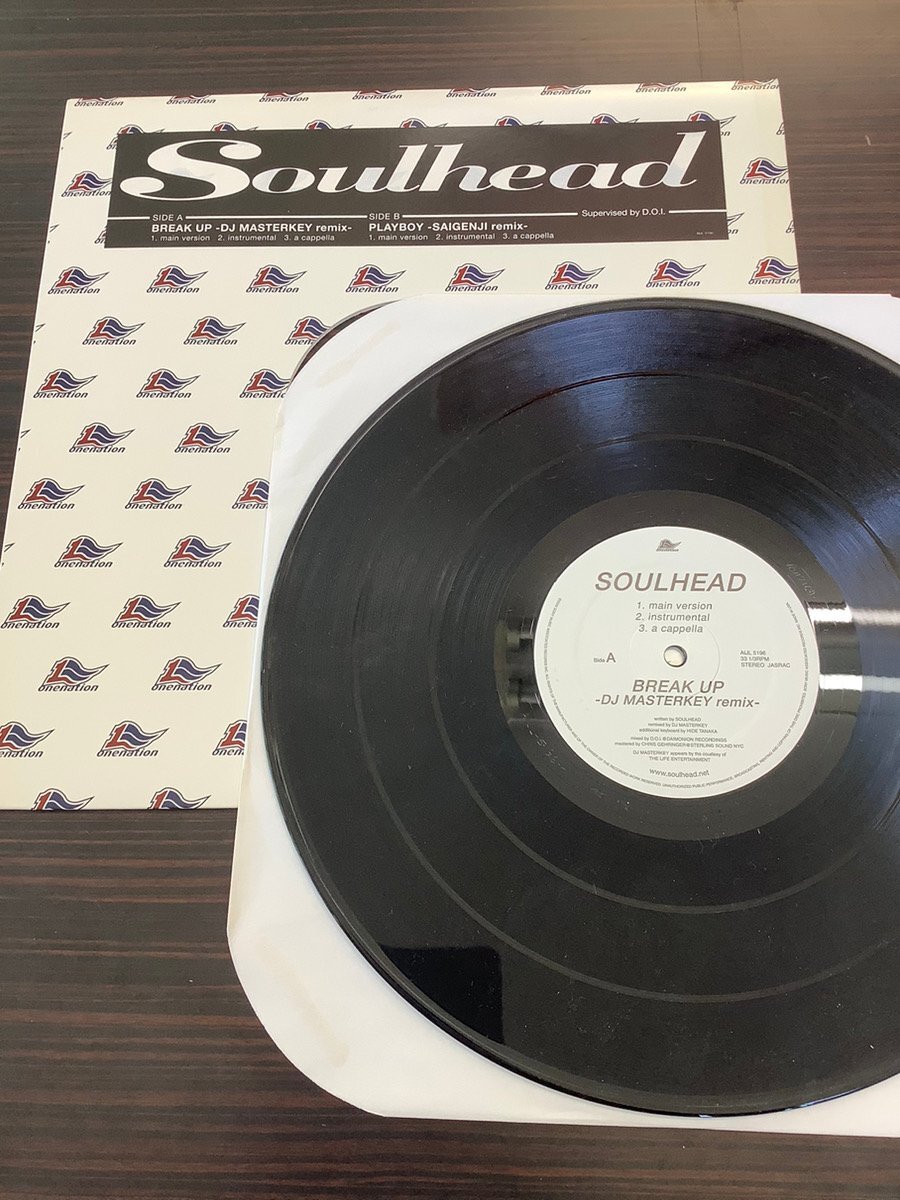 onenation
Soulhead
SIDE A
BREAK UP -DJ MASTERKEY remix-
1. main version 2. instrumental 3. a cappella
SIDE B
PLAYBOY -SAIGENJI remix-
1. main version 2. instrumental 3. a cappella
Supervised by D.O.I.
onenation
SOULHEAD
1. main version
2. instrumental
3. a cappella
Side A
AIJL 5196
33 1/3RPM
STEREO JASRAC
BREAK UP
-DJ MASTERKEY remix-
written by SOULHEAD
remixed by DJ MASTERKEY
additional keyboard by HIDE TANAKA
mixed by D.O.I. @DAIMONION RECORDINGS
mastered by CHRIS GEHRINGER@STERLING SOUND NYC
DJ MASTERKEY appears by the courtesy of
THE LIFE ENTERTAINMENT
www.soulhead.net